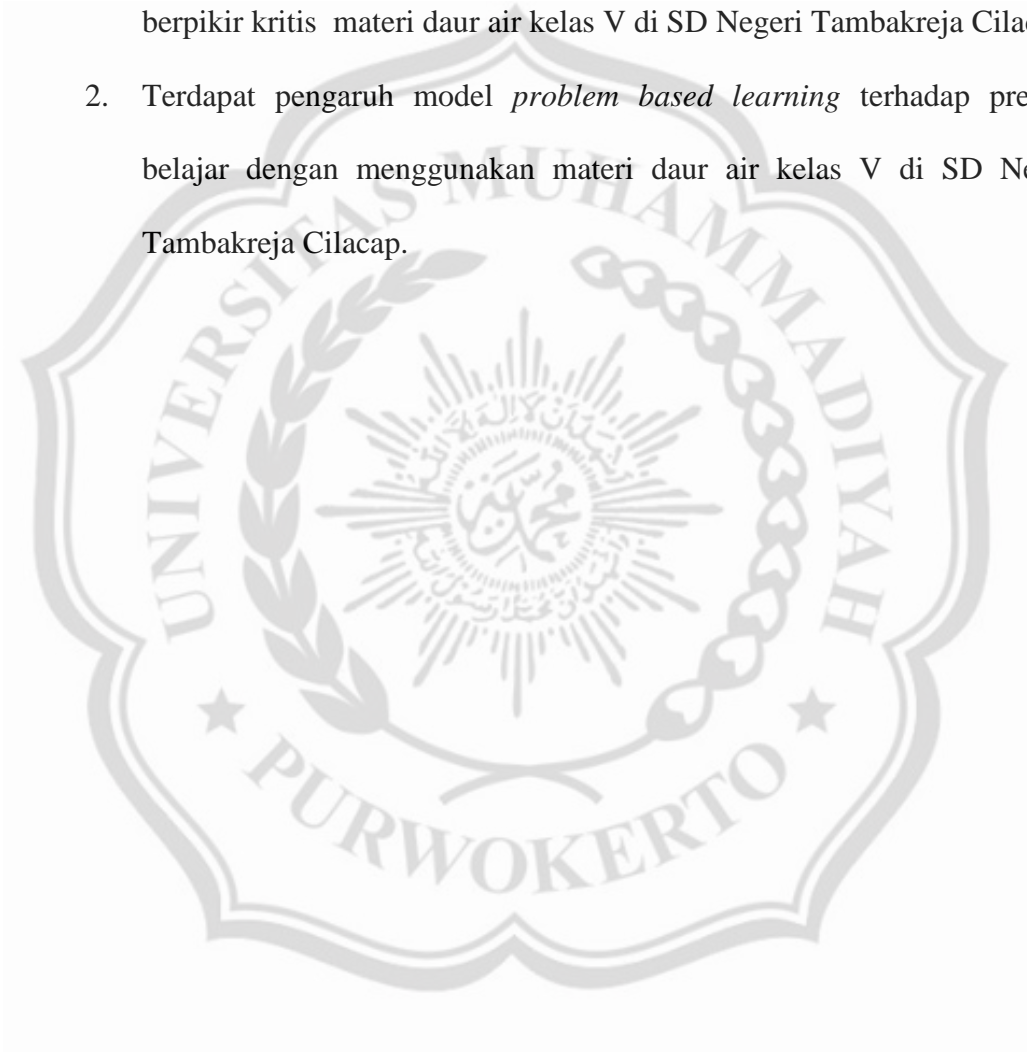 berpikir kritis materi daur air kelas V di SD Negeri Tambakreja
2. Terdapat pengaruh model problem based learning terhadap
belajar dengan menggunakan materi daur air kelas V di SD
Tambakreja Cilacap.
UNIVERSITAS MUHAMMADIYAH
PURWOKERTO